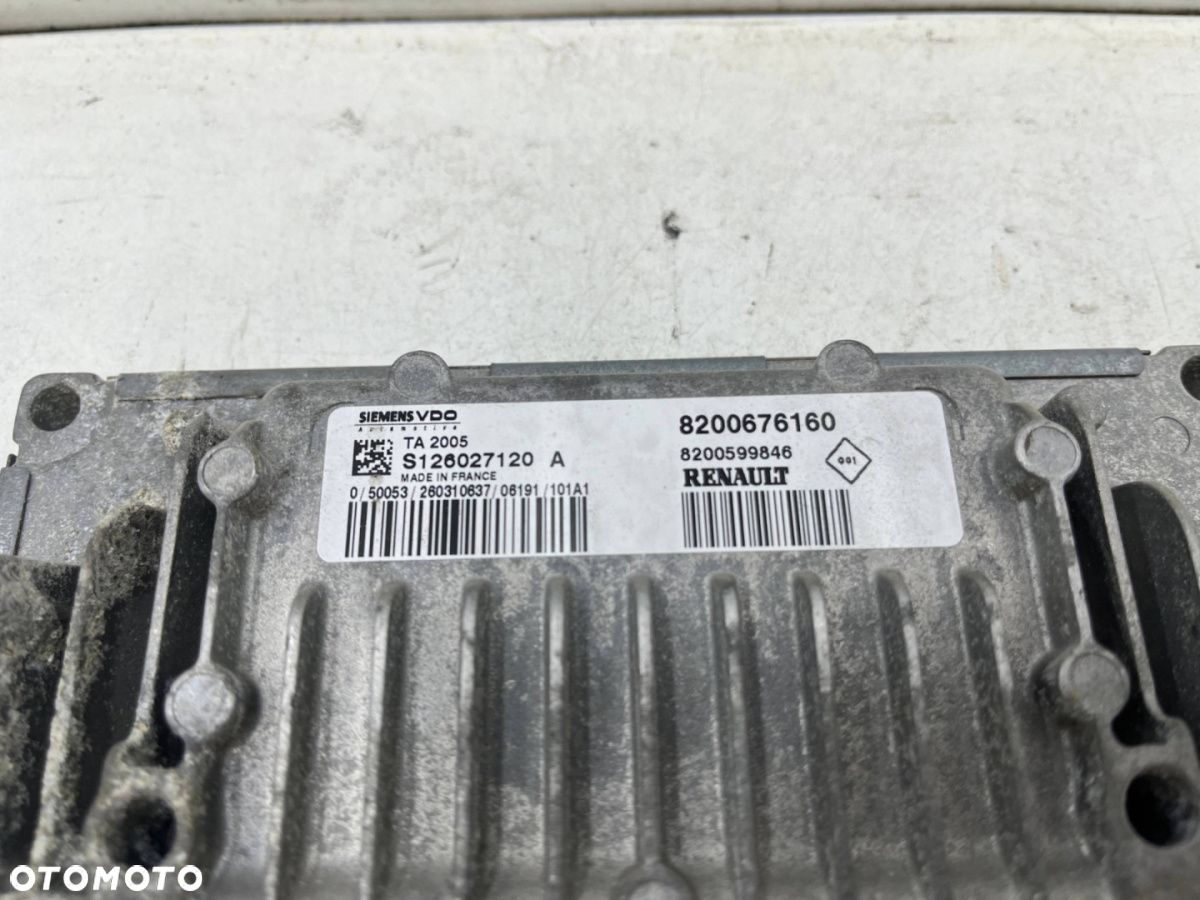 SIEMENS VDO
Automotive
TA 2005
S126027120 A
MADE IN FRANCE
0/50053/260310637/06191/101A1
8200676160
8200599846
RENAULT
001
OTOMOTO